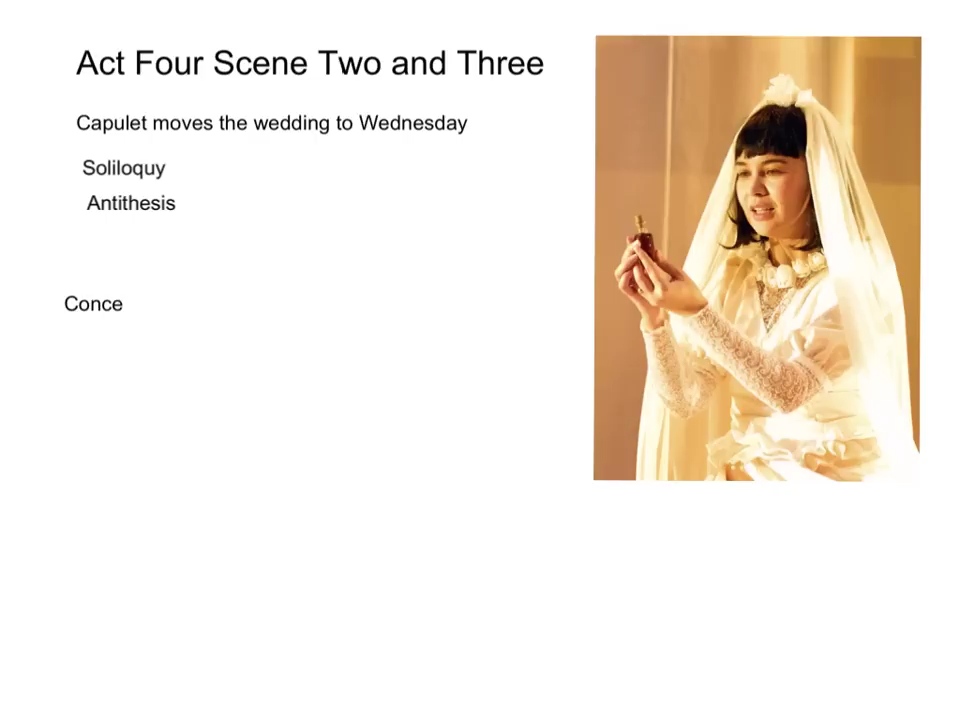 Act Four Scene Two and Three
Capulet moves the wedding to Wednesday
Soliloquy
Antithesis
Conce